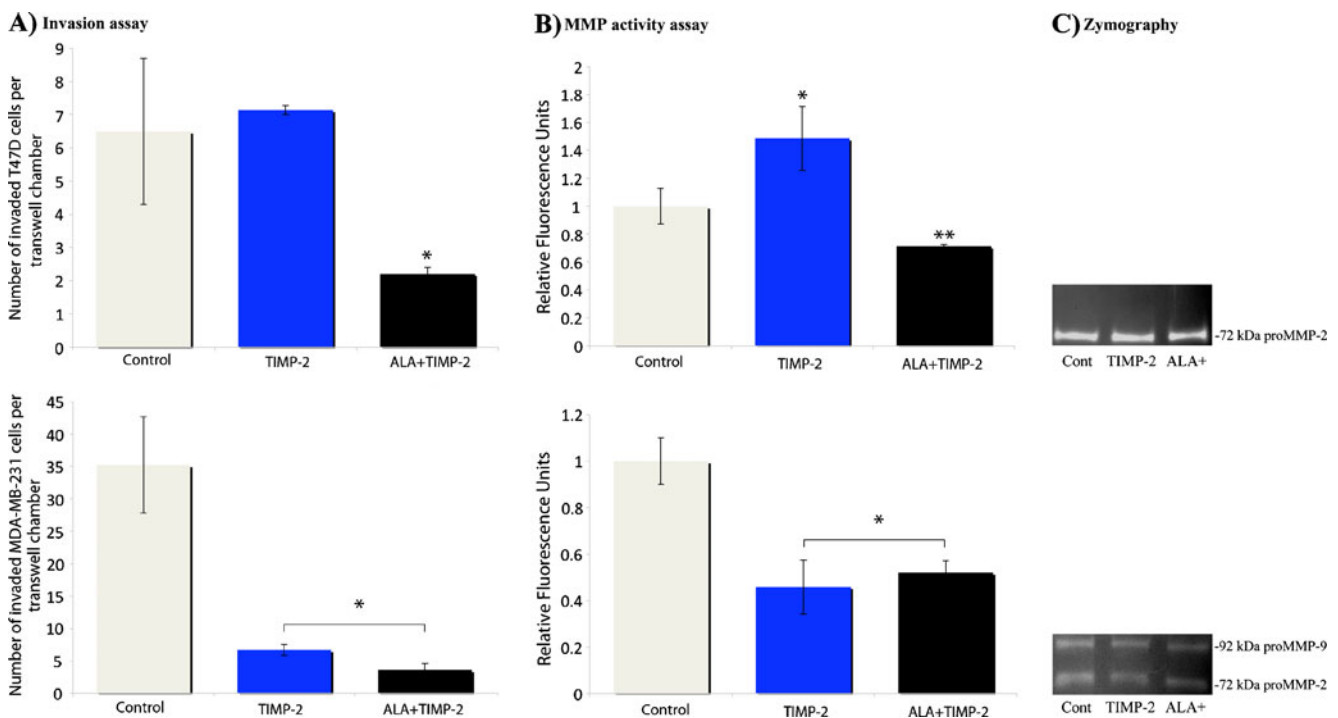 A) Invasion assay
Number of invaded T47D cells per
transwell chamber
9
8
7
6
5
4
3
2
1
0
*
Control
TIMP-2
ALA+TIMP-2
B) MMP activity assay
Relative Fluorescence Units
2
1.8
1.6
1.4
1.2
1
0.8
0.6
0.4
0.2
0
*
**
Control
TIMP-2
ALA+TIMP-2
C) Zymography
-72 kDa proMMP-2
Cont TIMP-2 ALA+
Number of invaded MDA-MB-231 cells per
transwell chamber
45
40
35
30
25
20
15
10
5
0
*
Control
TIMP-2
ALA+TIMP-2
Relative Fluorescence Units
1.2
1
0.8
0.6
0.4
0.2
0
*
Control
TIMP-2
ALA+TIMP-2
-92 kDa proMMP-9
-72 kDa proMMP-2
Cont TIMP-2 ALA+